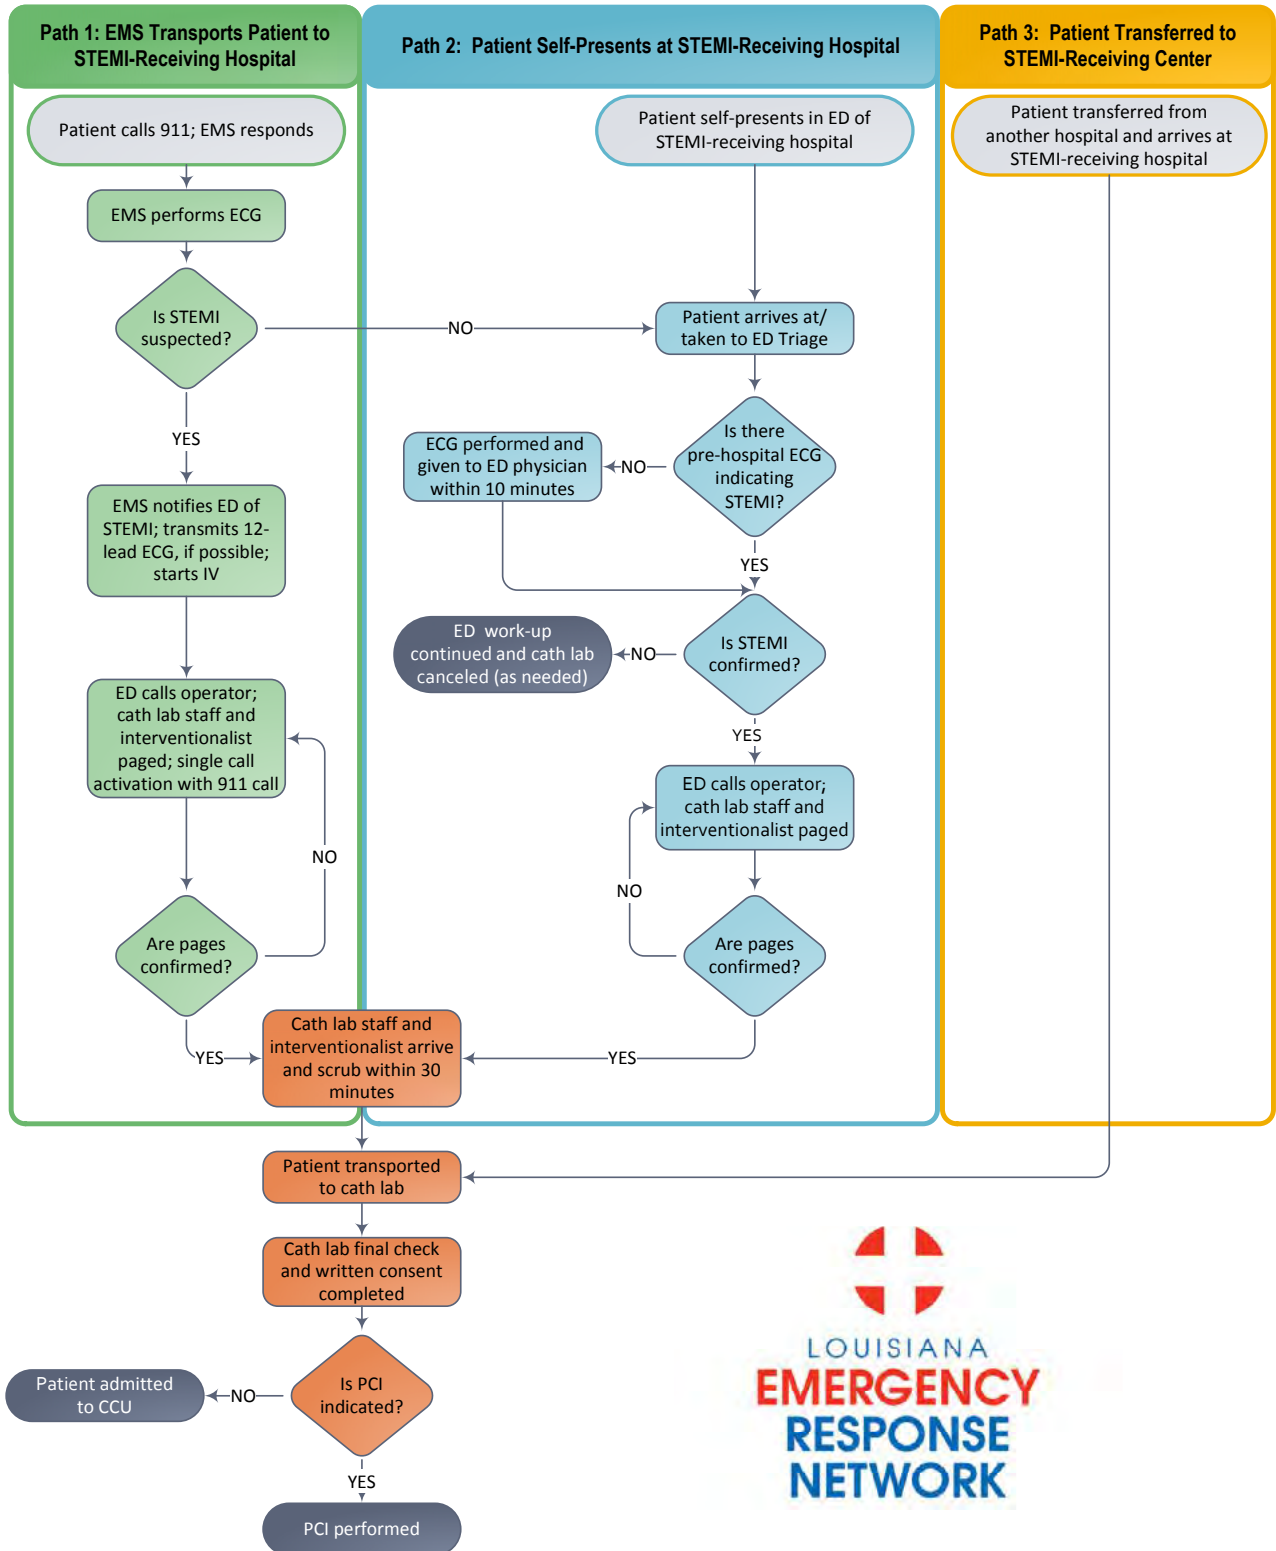 Path 1: EMS Transports Patient to
STEMI-Receiving Hospital
Path 2:  Patient Self-Presents at STEMI-Receiving Hospital
Path 3:  Patient Transferred to
STEMI-Receiving Center
Patient calls 911; EMS responds
EMS performs ECG
Is STEMI
suspected?
NO
YES
EMS notifies ED of
STEMI; transmits 12-
lead ECG, if possible;
starts IV
ED calls operator;
cath lab staff and
interventionalist
paged; single call
activation with 911 call
NO
Are pages
confirmed?
YES
Patient self-presents in ED of
STEMI-receiving hospital
Patient arrives at/
taken to ED Triage
Is there
pre-hospital ECG
indicating
STEMI?
NO
ECG performed and
given to ED physician
within 10 minutes
YES
Is STEMI
confirmed?
NO
ED  work-up
continued and cath lab
canceled (as needed)
YES
ED calls operator;
cath lab staff and
interventionalist paged
NO
Are pages
confirmed?
YES
Patient transferred from
another hospital and arrives at
STEMI-receiving hospital
Cath lab staff and
interventionalist arrive
and scrub within 30
minutes
Patient transported
to cath lab
Cath lab final check
and written consent
completed
Is PCI
indicated?
NO
Patient admitted
to CCU
YES
PCI performed
LOUISIANA
EMERGENCY
RESPONSE
NETWORK